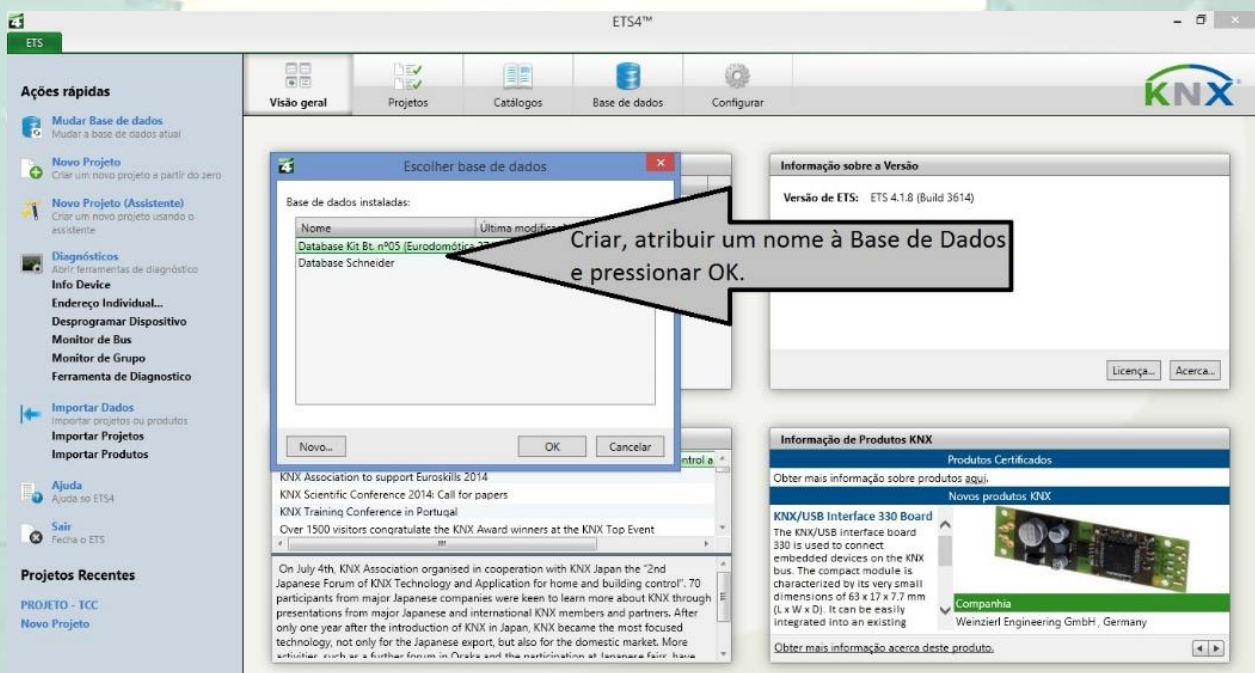 ETS4™
ETS
Ações rápidas
Mudar Base de dados
Mudar a base de dados atual
Novo Projeto
Criar um novo projeto a partir do zero
Novo Projeto (Assistente)
Criar um novo projeto usando o
assistente
Diagnósticos
Abrir ferramentas de diagnóstico
Info Device
Endereço Individual...
Desprogramar Dispositivo
Monitor de Bus
Monitor de Grupo
Ferramenta de Diagnostico
Importar Dados
Importar projetos ou produtos
Importar Projetos
Importar Produtos
Ajuda
Ajuda so ETS4
Sair
Fecha o ETS
Projetos Recentes
PROJETO - TCC
Novo Projeto
Visão geral
Projetos
Catálogos
Base de dados
Configurar
KNX
Escolher base de dados
Base de dados instaladas:
Nome
Última
Database Kit Bt. nº05 (Eurodomótica
Database Schneider
Novo...
OK
Cancelar
Criar, atribuir um nome à Base de Dados
e pressionar OK.
Informação sobre a Versão
Versão de ETS: ETS 4.1.8 (Build 3614)
Licença...
Acerca...
ntrol a
KNX Association to support Euroskills 2014
KNX Scientific Conference 2014: Call for papers
KNX Training Conference in Portugal
Over 1500 visitors congratulate the KNX Award winners at the KNX Top Event
On July 4th, KNX Association organised in cooperation with KNX Japan the "2nd
Japanese Forum of KNX Technology and Application for home and building control". 70
participants from major Japanese companies were keen to learn more about KNX through
presentations from major Japanese and international KNX members and partners. After
only one year after the introduction of KNX in Japan, KNX became the most focused
technology, not only for the Japanese export, but also for the domestic market. More
activities, such as a further forum in Osaka and the participation at Japanese fairs, have
Informação de Produtos KNX
Produtos Certificados
Obter mais informação sobre produtos aqui.
Novos produtos KNX
KNX/USB Interface 330 Board
The KNX/USB interface board
330 is used to connect
embedded devices on the KNX
bus. The compact module is
characterized by its very small
dimensions of 63 x 17 x 7.7 mm
(L x W x D). It can be easily
integrated into an existing
Companhia
Weinzierl Engineering GmbH, Germany
Obter mais informação acerca deste produto.